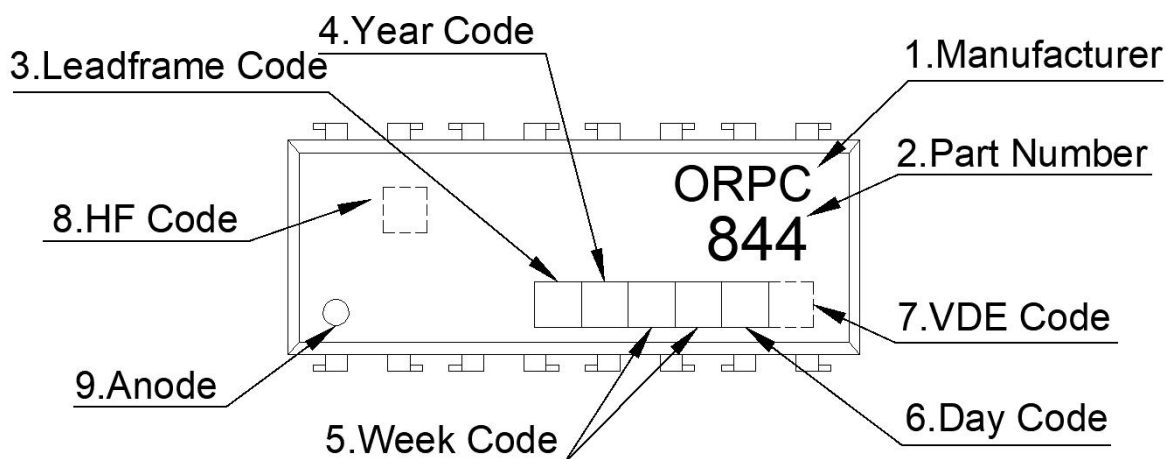 4.Year Code
3.Leadframe Code
1.Manufacturer
2.Part Number
ORPC
844
8.HF Code
7.VDE Code
9.Anode
5.Week Code
6.Day Code